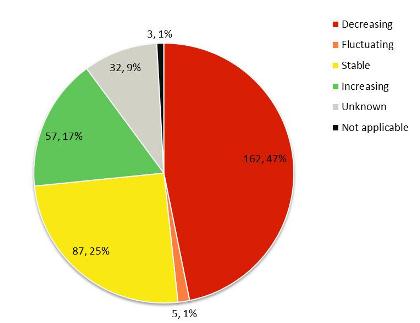 3, 1%
Decreasing
Fluctuating
Stable
Increasing
Unknown
Not applicable
32, 9%
57, 17%
162, 47%
87, 25%
5, 1%